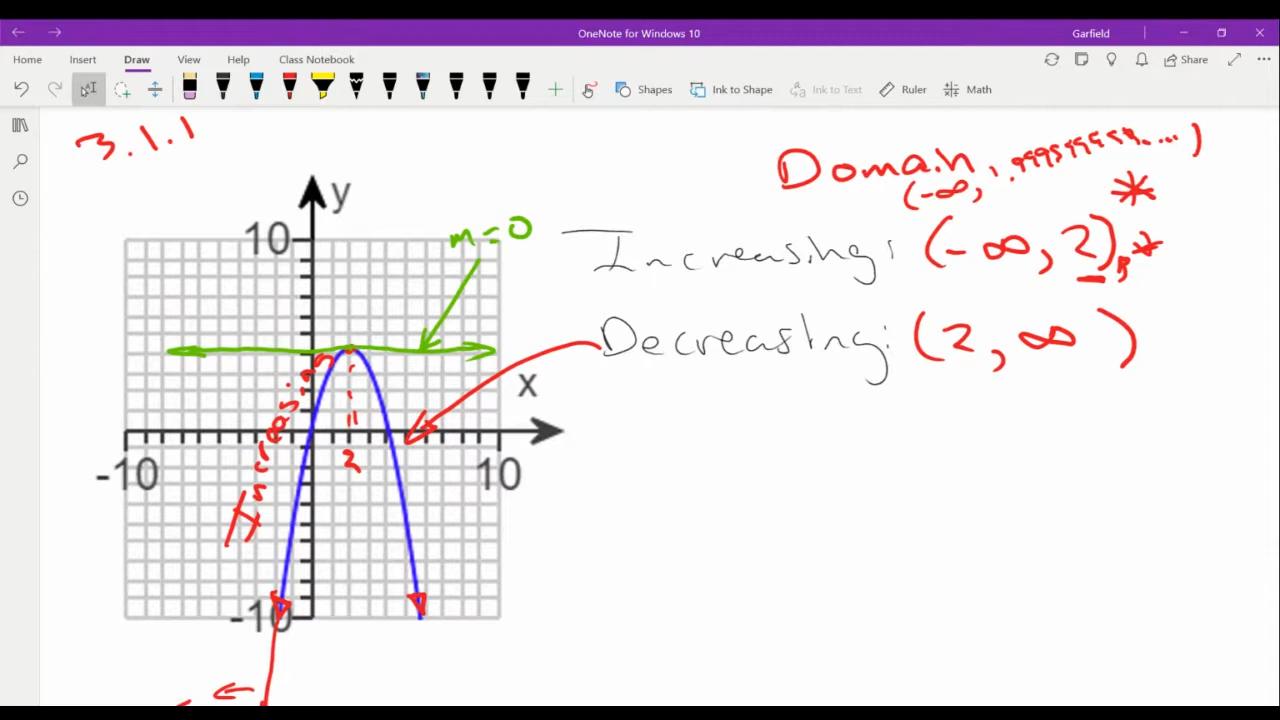 OneNote for Windows 10
Garfield
Home Insert Draw View Help Class Notebook
Share
Shapes
Ink to Shape
Ink to Text
Ruler
Math
3.1.1
Domain,
(-∞,
y
10
m=0
Increasing: (-∞, 2)
Decreasing: (2, ∞)
x
Increasing
2
-10
10
-10